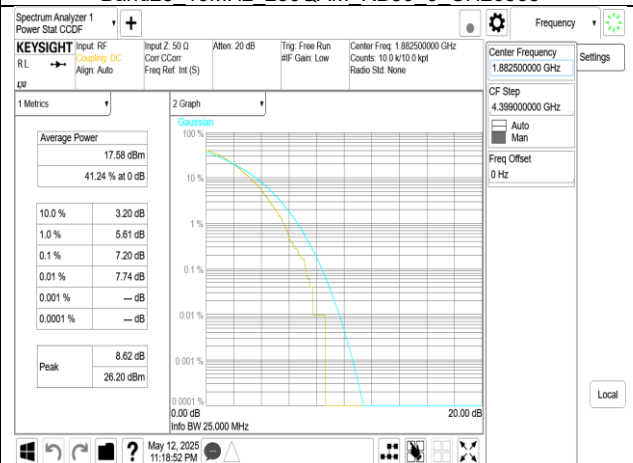 Spectrum Analyzer 1
Power Stat CCDF
Frequency
KEYSIGHT
RL
LXI
Input: RF
Coupling: DC
Align: Auto
Input Z: 50 Ω
Corr CCorr
Freq Ref: Int (S)
Atten: 20 dB
Trig: Free Run
#IF Gain: Low
Center Freq: 1.882500000 GHz
Counts: 10.0 k/10.0 kpt
Radio Std: None
Center Frequency
1.882500000 GHz
Settings
CF Step
4.399000000 GHz
Auto
Man
Freq Offset
0 Hz
1 Metrics
Average Power
17.58 dBm
41.24 % at 0 dB
10.0 % 3.20 dB
1.0 % 5.61 dB
0.1 % 7.20 dB
0.01 % 7.74 dB
0.001 % — dB
0.0001 % — dB
Peak 8.62 dB
26.20 dBm
2 Graph
Gaussian
100 %
10 %
1 %
0.1 %
0.01 %
0.001 %
0.0001 %
0.00 dB 20.00 dB
Info BW 25.000 MHz
Local
May 12, 2025
11:18:52 PM